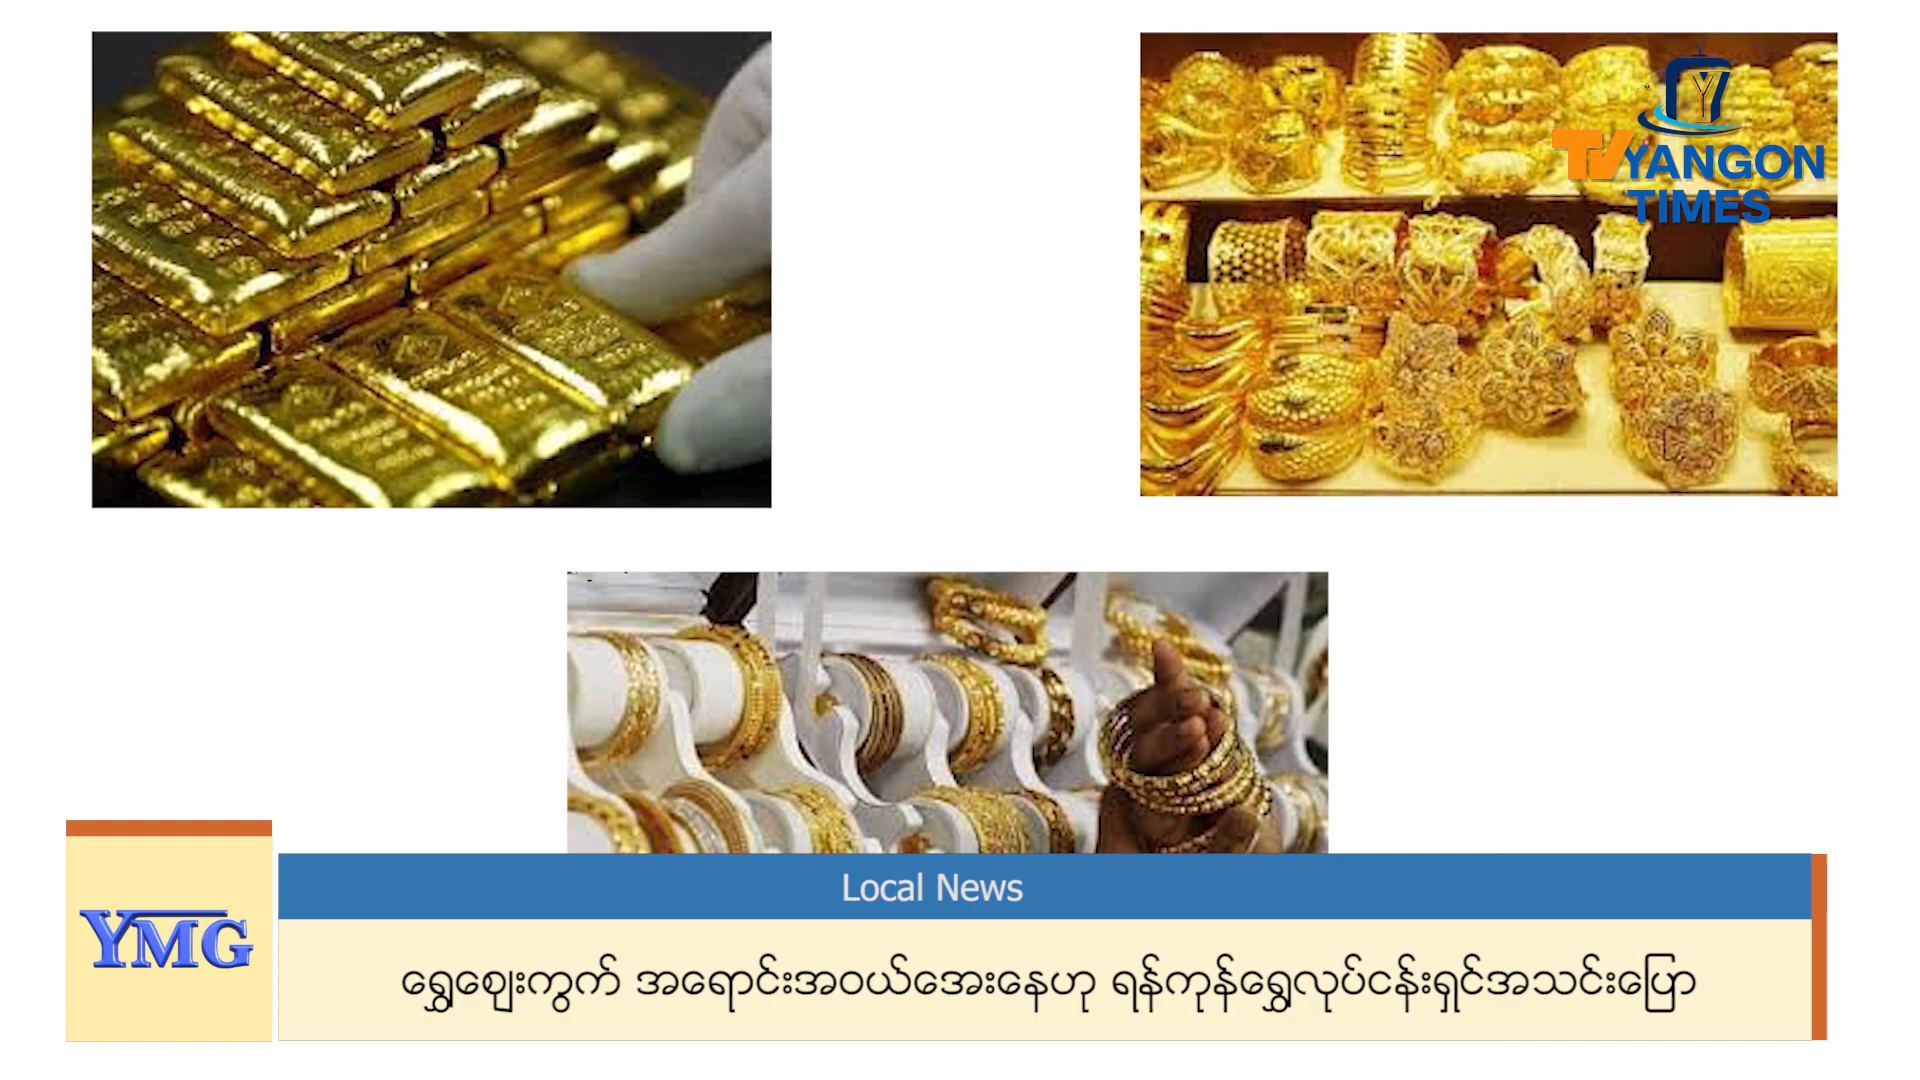 TV YANGON
TIMES
Local News
YMG
ရွှေဈေးကွက် အရောင်းအဝယ်အေးနေဟု ရန်ကုန်ရွှေလုပ်ငန်းရှင်အသင်းပြော